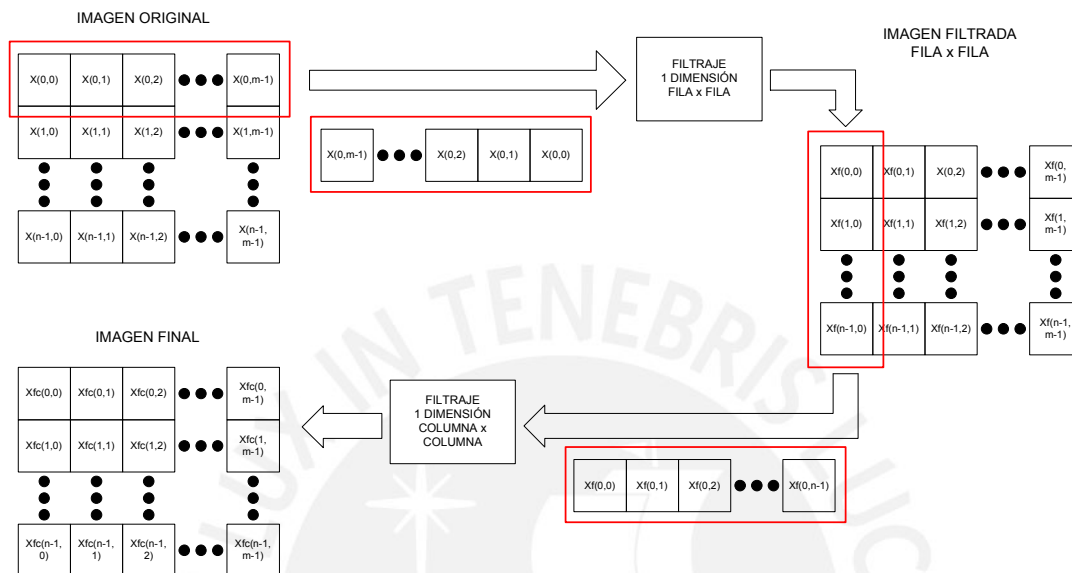 IMAGEN ORIGINAL
X(0,0) X(0,1) X(0,2) X(0,m-1)
X(1,0) X(1,1) X(1,2) X(1,m-1)
X(n-1,0) X(n-1,1) X(n-1,2) X(n-1,
m-1)
X(0,m-1) X(0,2) X(0,1) X(0,0)
FILTRAJE
1 DIMENSIÓN
FILA x FILA
IMAGEN FILTRADA
FILA x FILA
Xf(0,0) Xf(0,1) X(0,2) Xf(0,
m-1)
Xf(1,0) Xf(1,1) Xf(1,2) Xf(1,
m-1)
Xf(n-1,0) Xf(n-1,1) Xf(n-1,2) Xf(n-1,
m-1)
Xf(0,0) Xf(0,1) Xf(0,2) Xf(0,n-1)
FILTRAJE
1 DIMENSIÓN
COLUMNA x
COLUMNA
IMAGEN FINAL
Xfc(0,0) Xfc(0,1) Xfc(0,2) Xfc(0,
m-1)
Xfc(1,0) Xfc(1,1) Xfc(1,2) Xfc(1,
m-1)
Xfc(n-1,
0) Xfc(n-1,
1) Xfc(n-1,
2) Xfc(n-1,
m-1)
LUX IN TENEBRIS LUC